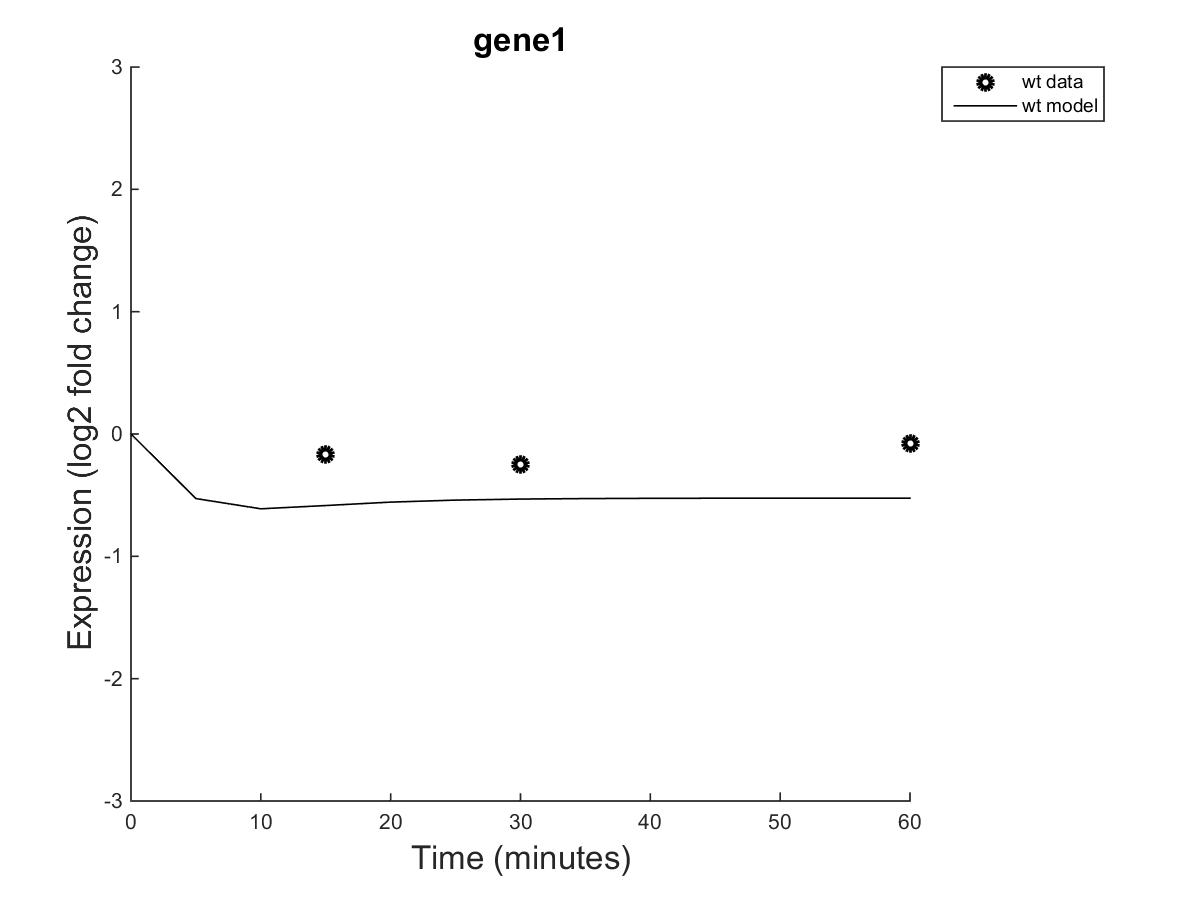 gene1
wt data
wt model
3
2
1
0
-1
-2
-3
Expression (log2 fold change)
0 10 20 30 40 50 60
Time (minutes)